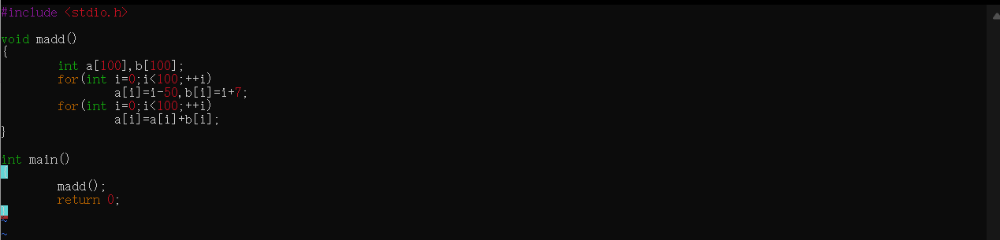 #include <stdio.h>

void madd()
{
        int a[100],b[100];
        for(int i=0;i<100;++i)
                a[i]=i-50,b[i]=i+7;
        for(int i=0;i<100;++i)
                a[i]=a[i]+b[i];
}

int main()
{
        madd();
        return 0;
}
~
~